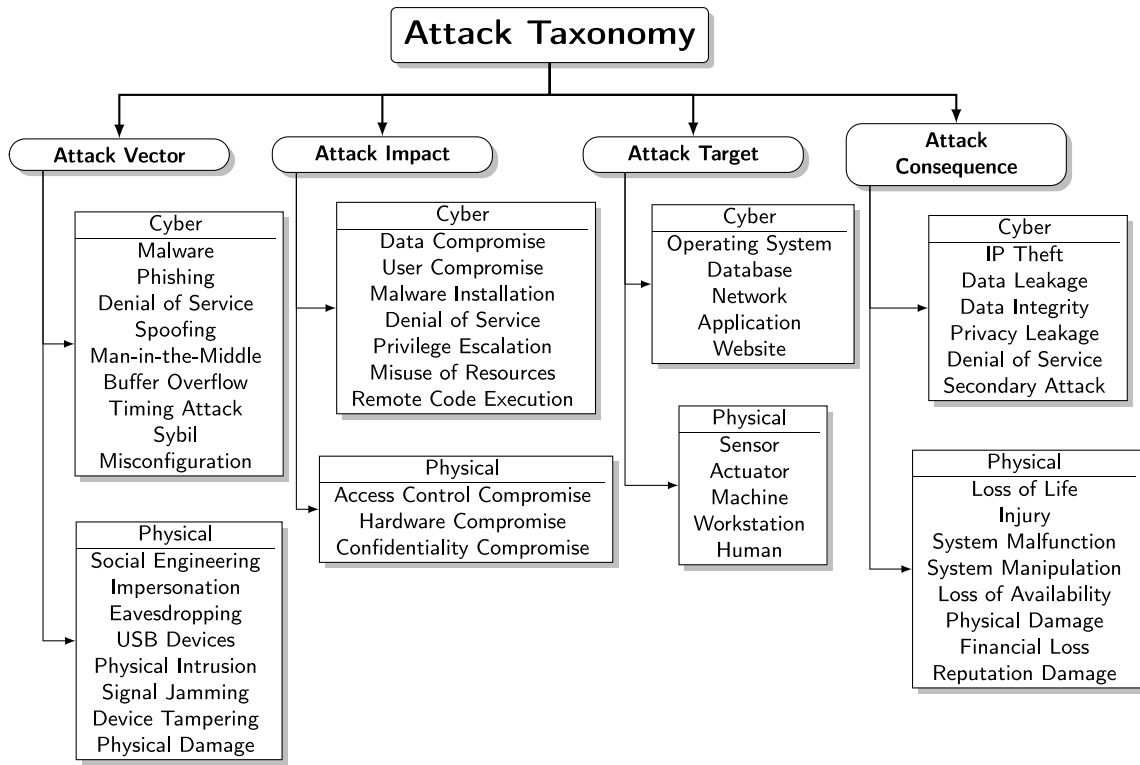 Attack Taxonomy
Attack Vector
Cyber
Malware
Phishing
Denial of Service
Spoofing
Man-in-the-Middle
Buffer Overflow
Timing Attack
Sybil
Misconfiguration
Physical
Social Engineering
Impersonation
Eavesdropping
USB Devices
Physical Intrusion
Signal Jamming
Device Tampering
Physical Damage
Attack Impact
Cyber
Data Compromise
User Compromise
Malware Installation
Denial of Service
Privilege Escalation
Misuse of Resources
Remote Code Execution
Physical
Access Control Compromise
Hardware Compromise
Confidentiality Compromise
Attack Target
Cyber
Operating System
Database
Network
Application
Website
Physical
Sensor
Actuator
Machine
Workstation
Human
Attack
Consequence
Cyber
IP Theft
Data Leakage
Data Integrity
Privacy Leakage
Denial of Service
Secondary Attack
Physical
Loss of Life
Injury
System Malfunction
System Manipulation
Loss of Availability
Physical Damage
Financial Loss
Reputation Damage